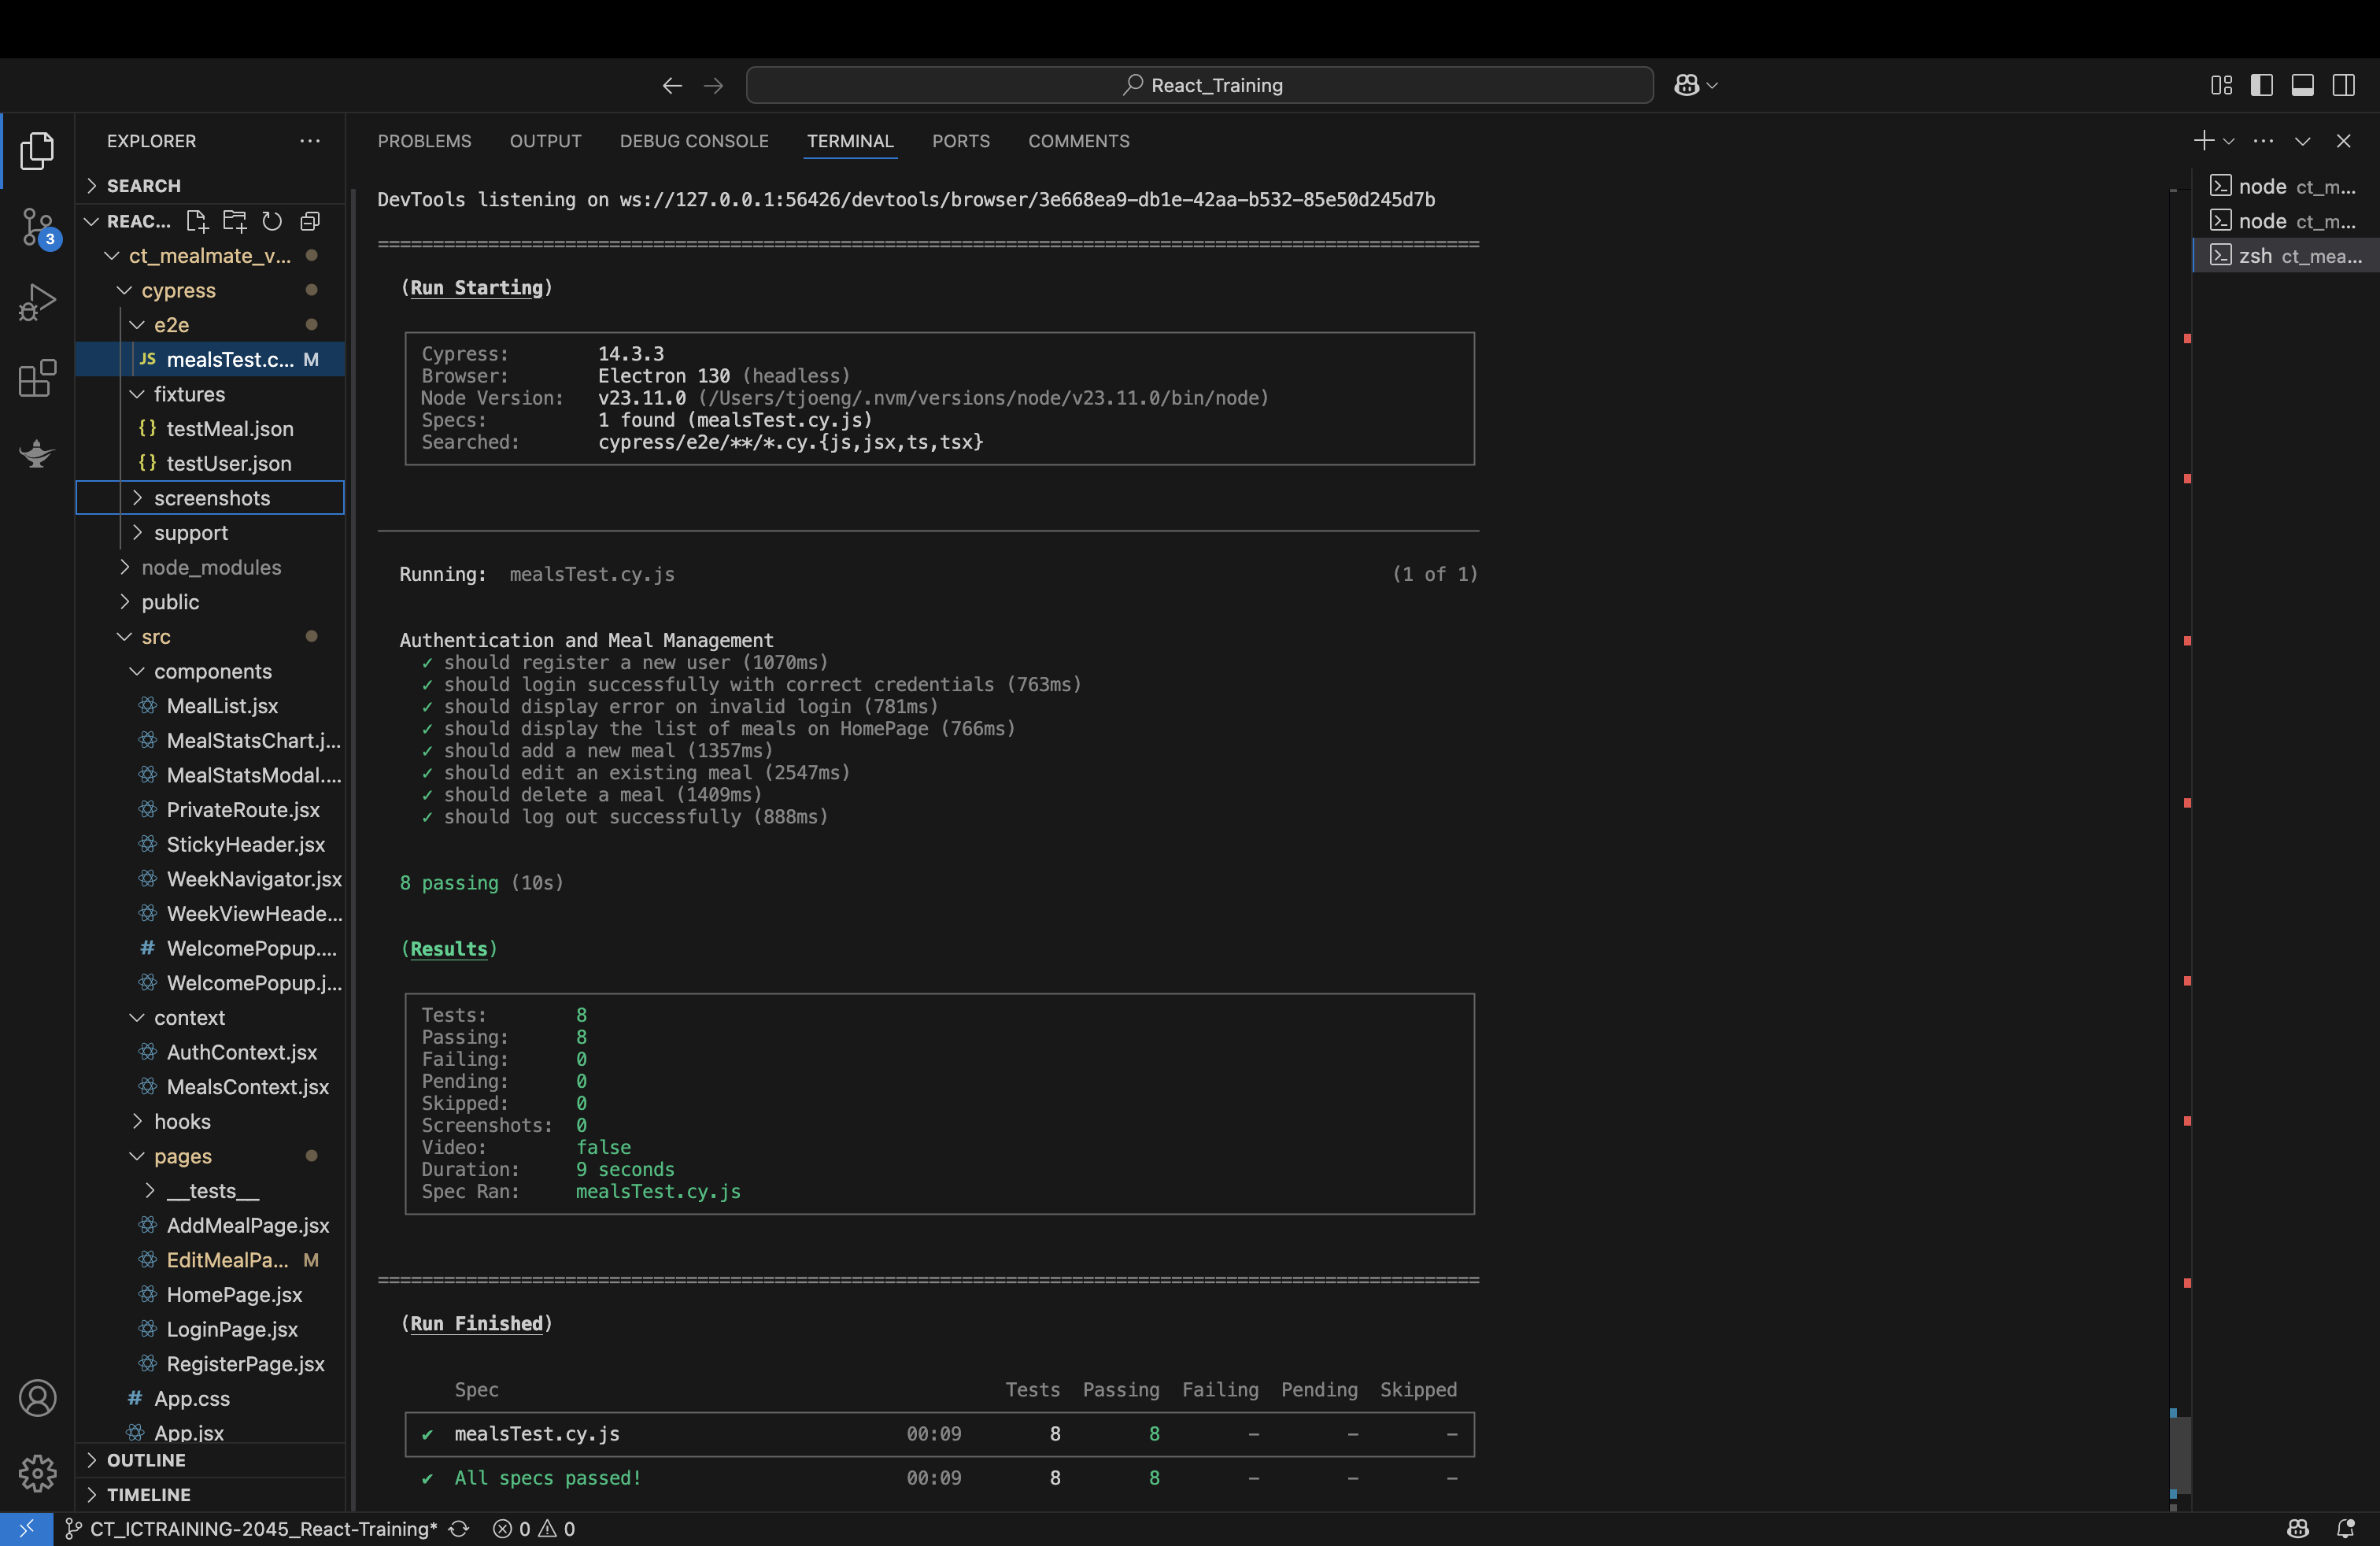 React_Training
EXPLORER
SEARCH
REAC...
ct_mealmate_v...
cypress
e2e
JS mealsTest.c... M
fixtures
{} testMeal.json
{} testUser.json
screenshots
support
node_modules
public
src
components
MealList.jsx
MealStatsChart.j...
MealStatsModal....
PrivateRoute.jsx
StickyHeader.jsx
WeekNavigator.jsx
WeekViewHeade...
# WelcomePopup....
WelcomePopup.j...
context
AuthContext.jsx
MealsContext.jsx
hooks
pages
__tests__
AddMealPage.jsx
EditMealPa... M
HomePage.jsx
LoginPage.jsx
RegisterPage.jsx
# App.css
App.jsx
OUTLINE
TIMELINE
3
PROBLEMS OUTPUT DEBUG CONSOLE TERMINAL PORTS COMMENTS
DevTools listening on ws://127.0.0.1:56426/devtools/browser/3e668ea9-db1e-42aa-b532-85e50d245d7b
====================================================================================================
(Run Starting)
Cypress: 14.3.3
Browser: Electron 130 (headless)
Node Version: v23.11.0 (/Users/tjoeng/.nvm/versions/node/v23.11.0/bin/node)
Specs: 1 found (mealsTest.cy.js)
Searched: cypress/e2e/**/*.cy.{js,jsx,ts,tsx}
Running: mealsTest.cy.js (1 of 1)
Authentication and Meal Management
✓ should register a new user (1070ms)
✓ should login successfully with correct credentials (763ms)
✓ should display error on invalid login (781ms)
✓ should display the list of meals on HomePage (766ms)
✓ should add a new meal (1357ms)
✓ should edit an existing meal (2547ms)
✓ should delete a meal (1409ms)
✓ should log out successfully (888ms)
8 passing (10s)
(Results)
Tests: 8
Passing: 8
Failing: 0
Pending: 0
Skipped: 0
Screenshots: 0
Video: false
Duration: 9 seconds
Spec Ran: mealsTest.cy.js
====================================================================================================
(Run Finished)
Spec Tests Passing Failing Pending Skipped
✔ mealsTest.cy.js 00:09 8 8 - - -
✔ All specs passed! 00:09 8 8 - - -
node ct_m...
node ct_m...
zsh ct_mea...
CT_ICTRAINING-2045_React-Training* 0 0